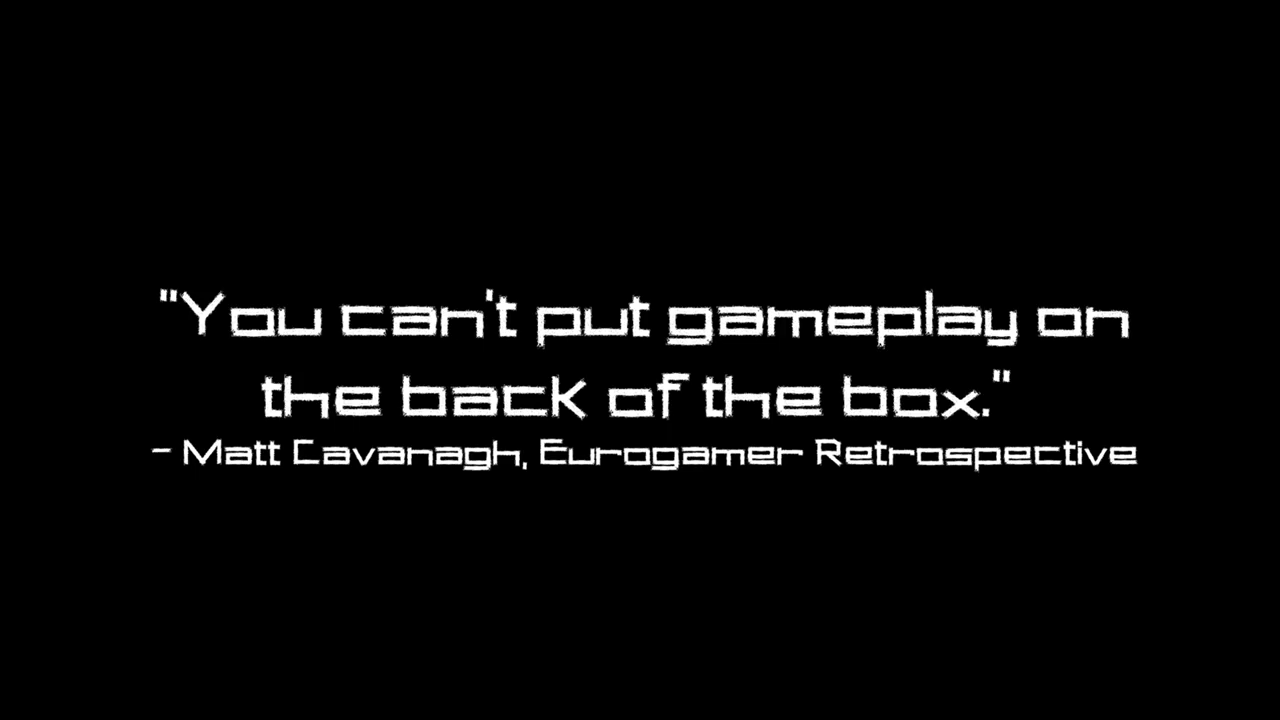 "You can't put gameplay on
the back of the box."
- Matt Cavanagh, Eurogamer Retrospective